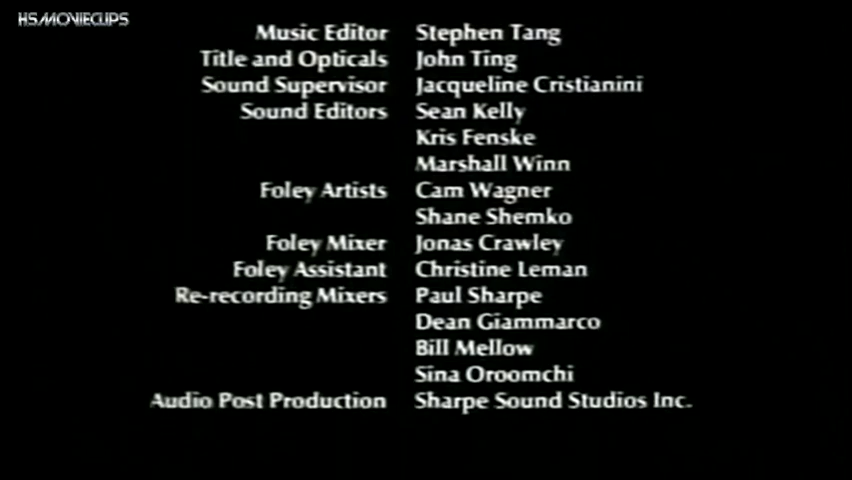 HSMOVIECLIPS
Music Editor Stephen Tang
Title and Opticals John Ting
Sound Supervisor Jacqueline Cristianini
Sound Editors Sean Kelly
Kris Fenske
Marshall Winn
Foley Artists Cam Wagner
Shane Shemko
Foley Mixer Jonas Crawley
Foley Assistant Christine Leman
Re-recording Mixers Paul Sharpe
Dean Giammarco
Bill Mellow
Sina Oroomchi
Audio Post Production Sharpe Sound Studios Inc.